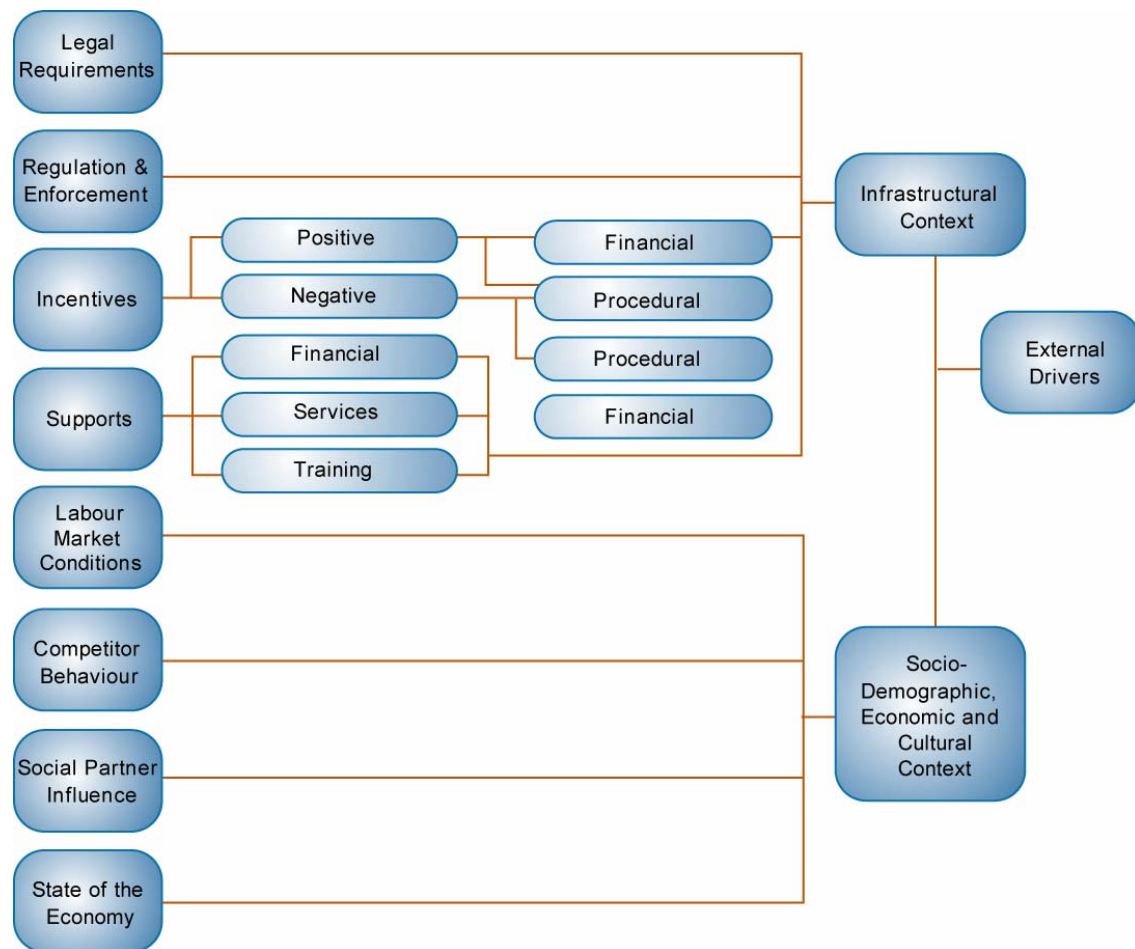 Legal
Requirements
Regulation &
Enforcement
Infrastructural
Context
Positive
Financial
Incentives
Negative
Procedural
Financial
Procedural
External
Drivers
Supports
Services
Financial
Training
Labour
Market
Conditions
Competitor
Behaviour
Socio-
Demographic,
Economic and
Cultural
Context
Social Partner
Influence
State of the
Economy